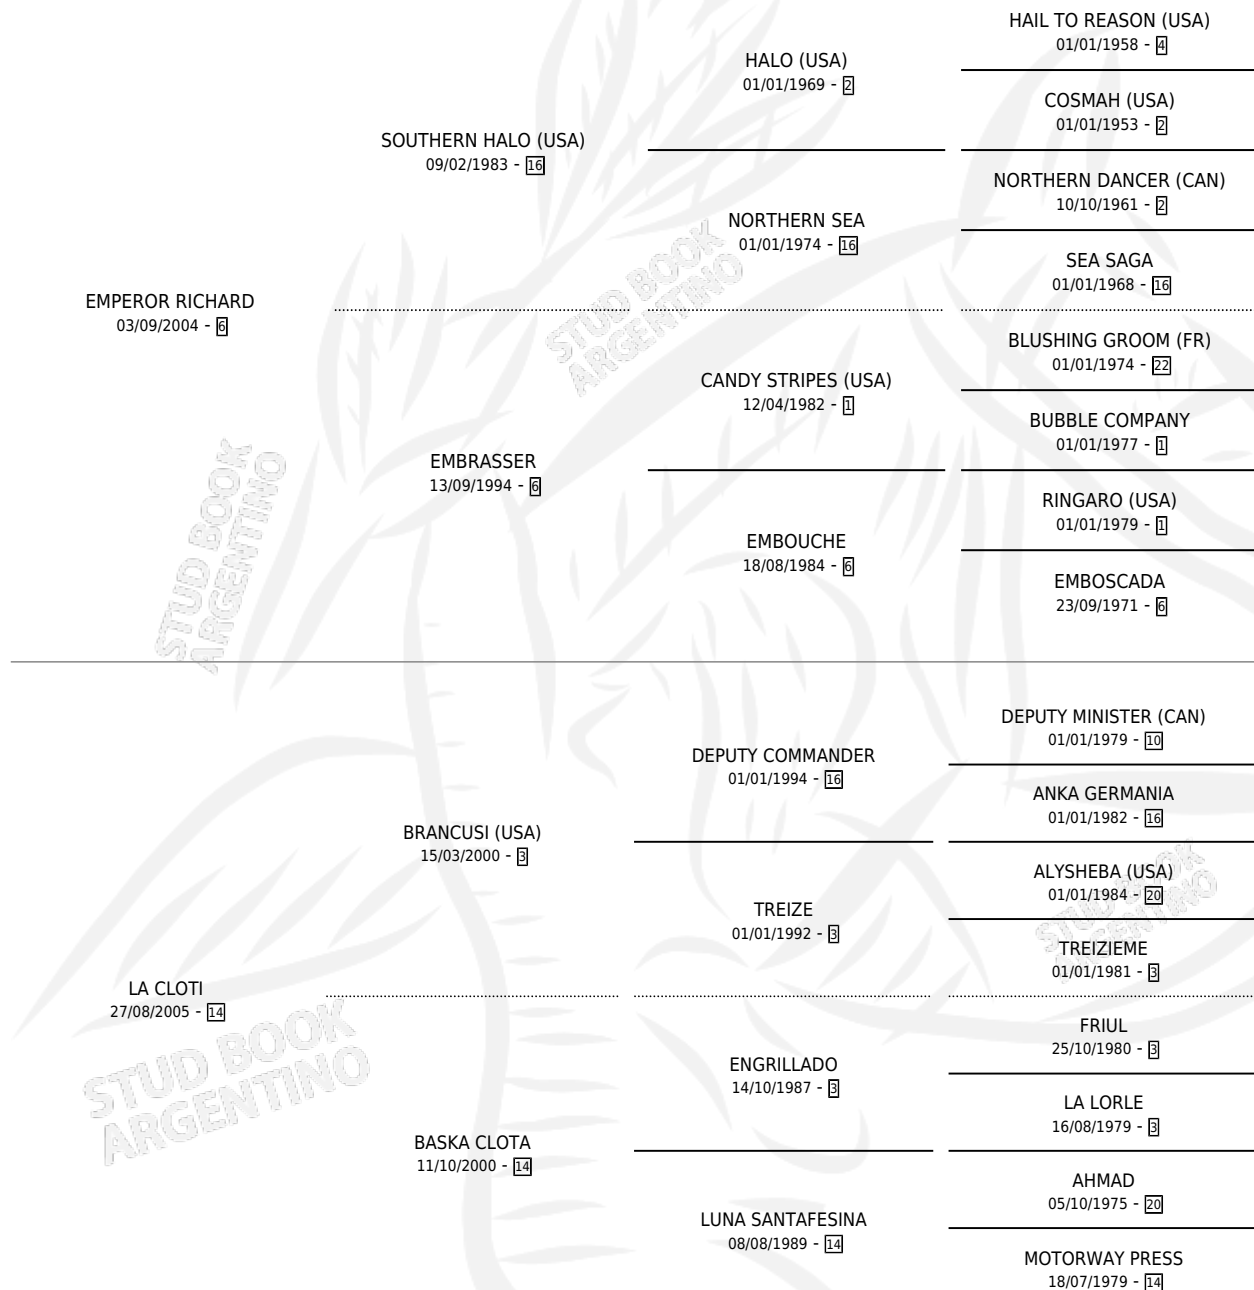 HAIL TO REASON (USA)
01/01/1958 - 4
HALO (USA)
01/01/1969 - 2
COSMAH (USA)
01/01/1953 - 2
SOUTHERN HALO (USA)
09/02/1983 - 16
NORTHERN DANCER (CAN)
10/10/1961 - 2
NORTHERN SEA
01/01/1974 - 16
SEA SAGA
01/01/1968 - 16
EMPEROR RICHARD
03/09/2004 - 6
BLUSHING GROOM (FR)
01/01/1974 - 22
CANDY STRIPES (USA)
12/04/1982 - 1
BUBBLE COMPANY
01/01/1977 - 1
EMBRASSER
13/09/1994 - 6
RINGARO (USA)
01/01/1979 - 1
EMBOUCHE
18/08/1984 - 6
EMBOSCADA
23/09/1971 - 6
STUD BOOK
ARGENTINO
STUD BOOK
ARGENTINO
DEPUTY MINISTER (CAN)
01/01/1979 - 10
DEPUTY COMMANDER
01/01/1994 - 16
ANKA GERMANIA
01/01/1982 - 16
BRANCUSI (USA)
15/03/2000 - 3
ALYSHEBA (USA)
01/01/1984 - 20
TREIZE
01/01/1992 - 3
TREIZIEME
01/01/1981 - 3
STUD BOOK
ARGENTINO
LA CLOTI
27/08/2005 - 14
FRIUL
25/10/1980 - 3
ENGRILLADO
14/10/1987 - 3
LA LORLE
16/08/1979 - 3
STUD BOOK
ARGENTINO
BASKA CLOTA
11/10/2000 - 14
AHMAD
05/10/1975 - 20
LUNA SANTAFESINA
08/08/1989 - 14
MOTORWAY PRESS
18/07/1979 - 14